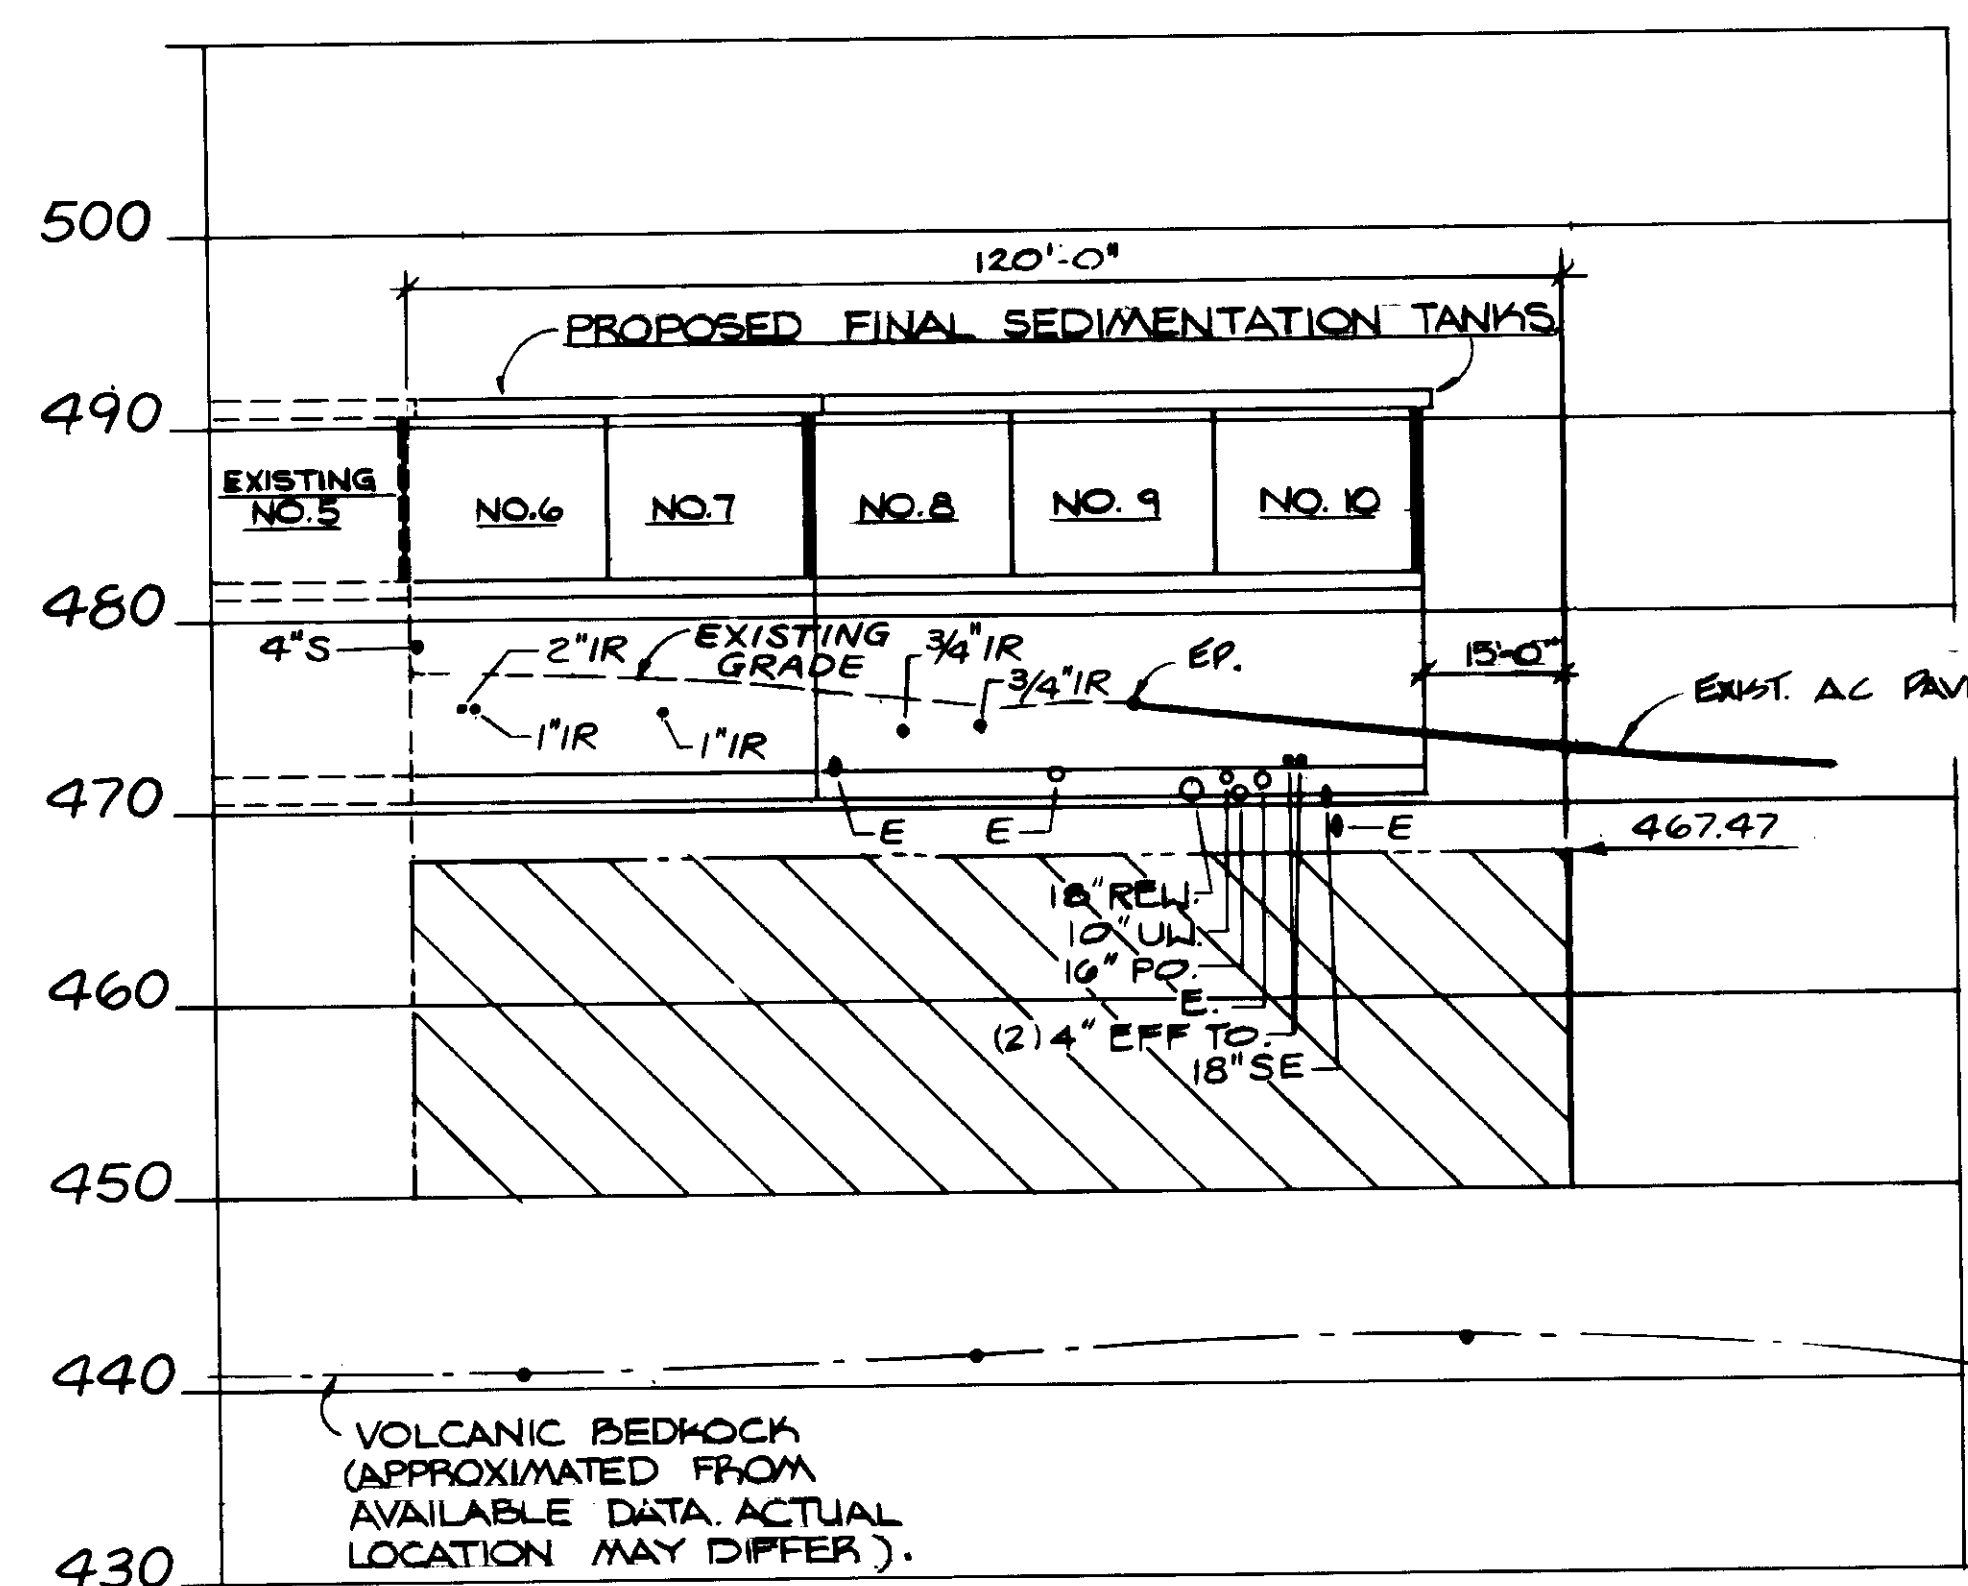 500
120'-0"
PROPOSED FINAL SEDIMENTATION TANKS
490
EXISTING
NO.5
NO.6
NO.7
NO.8
NO. 9
NO. 10
480
4"S
2"IR
EXISTING
GRADE
3/4"IR
3/4"IR
EP.
15'-0"
EXIST. AC PAV
1"IR
1"IR
470
E
E
E
467.47
18" REW.
10" UW.
16" PO.
E.
(2) 4" EFF TO.
18"SE
460
450
440
VOLCANIC BEDROCK
(APPROXIMATED FROM
AVAILABLE DATA. ACTUAL
LOCATION MAY DIFFER).
430